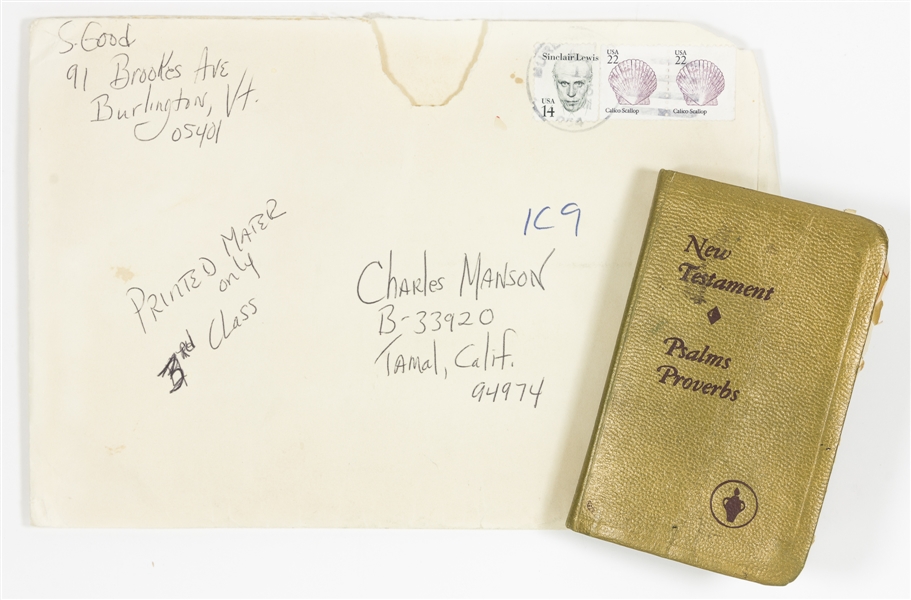 S. Good
91 Brookes Ave
Burlington, Vt.
05401
Sinclair Lewis
USA
14
USA
22
Calico Scallop
USA
22
Calico Scallop
PRINTED MATER
only
3rd Class
1C9
Charles MANSON
B-33920
TAMAL, Calif.
94974
New
Testament
Psalms
Proverbs